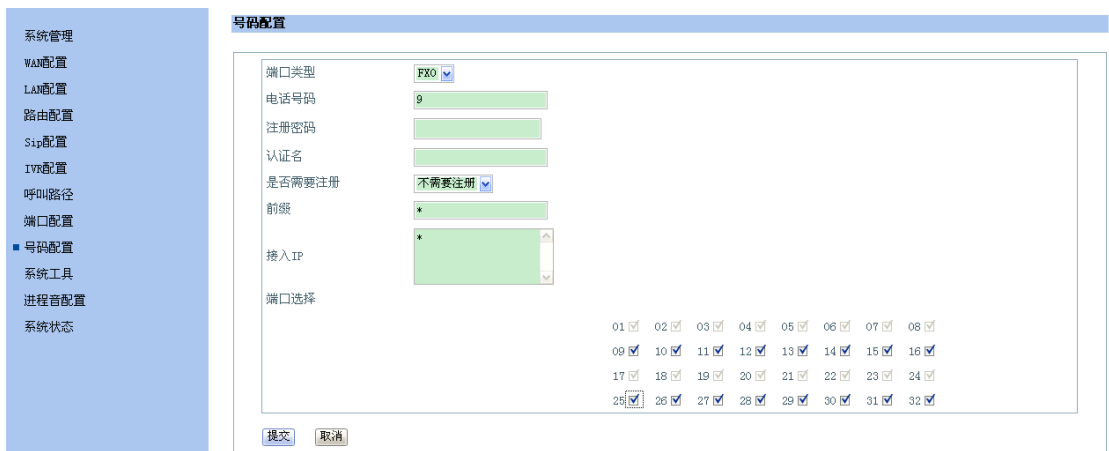 系统管理
WAN配置
LAN配置
路由配置
Sip配置
IVR配置
呼叫路径
端口配置
号码配置
系统工具
进程音配置
系统状态
号码配置
端口类型 FXO
电话号码 9
注册密码
认证名
是否需要注册 不需要注册
前缀 *
接入IP *
端口选择
01 02 03 04 05 06 07 08
09 10 11 12 13 14 15 16
17 18 19 20 21 22 23 24
25 26 27 28 29 30 31 32
提交 取消